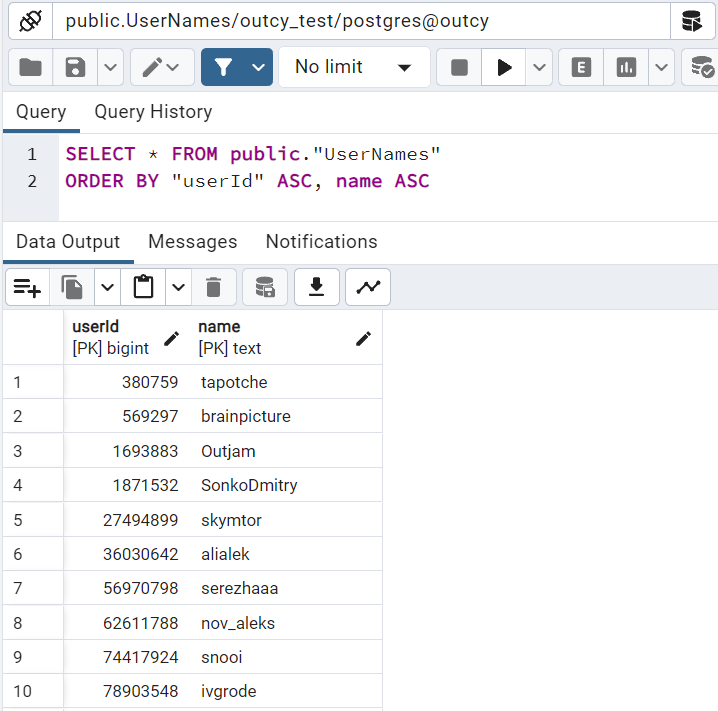 public.UserNames/outcy_test/postgres@outcy
No limit
E
Query Query History
1 SELECT * FROM public."UserNames"
2 ORDER BY "userId" ASC, name ASC
Data Output Messages Notifications
userId name
[PK] bigint [PK] text
1 380759 tapotche
2 569297 brainpicture
3 1693883 Outjam
4 1871532 SonkoDmitry
5 27494899 skymtor
6 36030642 alialek
7 56970798 serezhaaa
8 62611788 nov_aleks
9 74417924 snooi
10 78903548 ivgrode